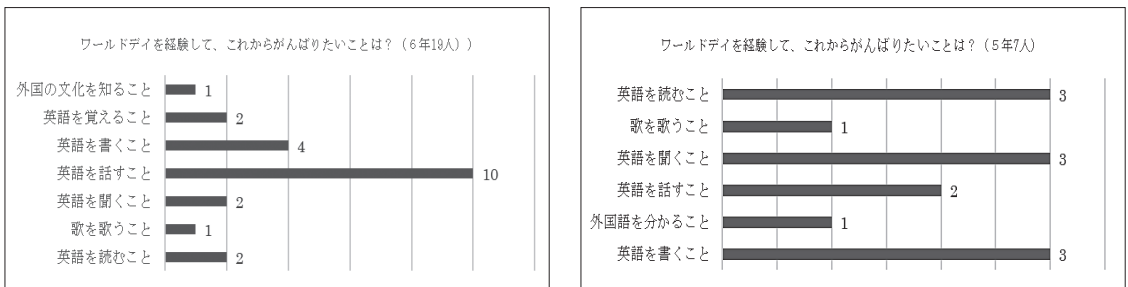 ワールドデイを経験して、これからがんばりたいことは？（６年19人））
外国の文化を知ること 1
英語を覚えること 2
英語を書くこと 4
英語を話すこと 10
英語を聞くこと 2
歌を歌うこと 1
英語を読むこと 2
ワールドデイを経験して、これからがんばりたいことは？（５年7人）
英語を読むこと 3
歌を歌うこと 1
英語を聞くこと 3
英語を話すこと 2
外国語を分かること 1
英語を書くこと 3